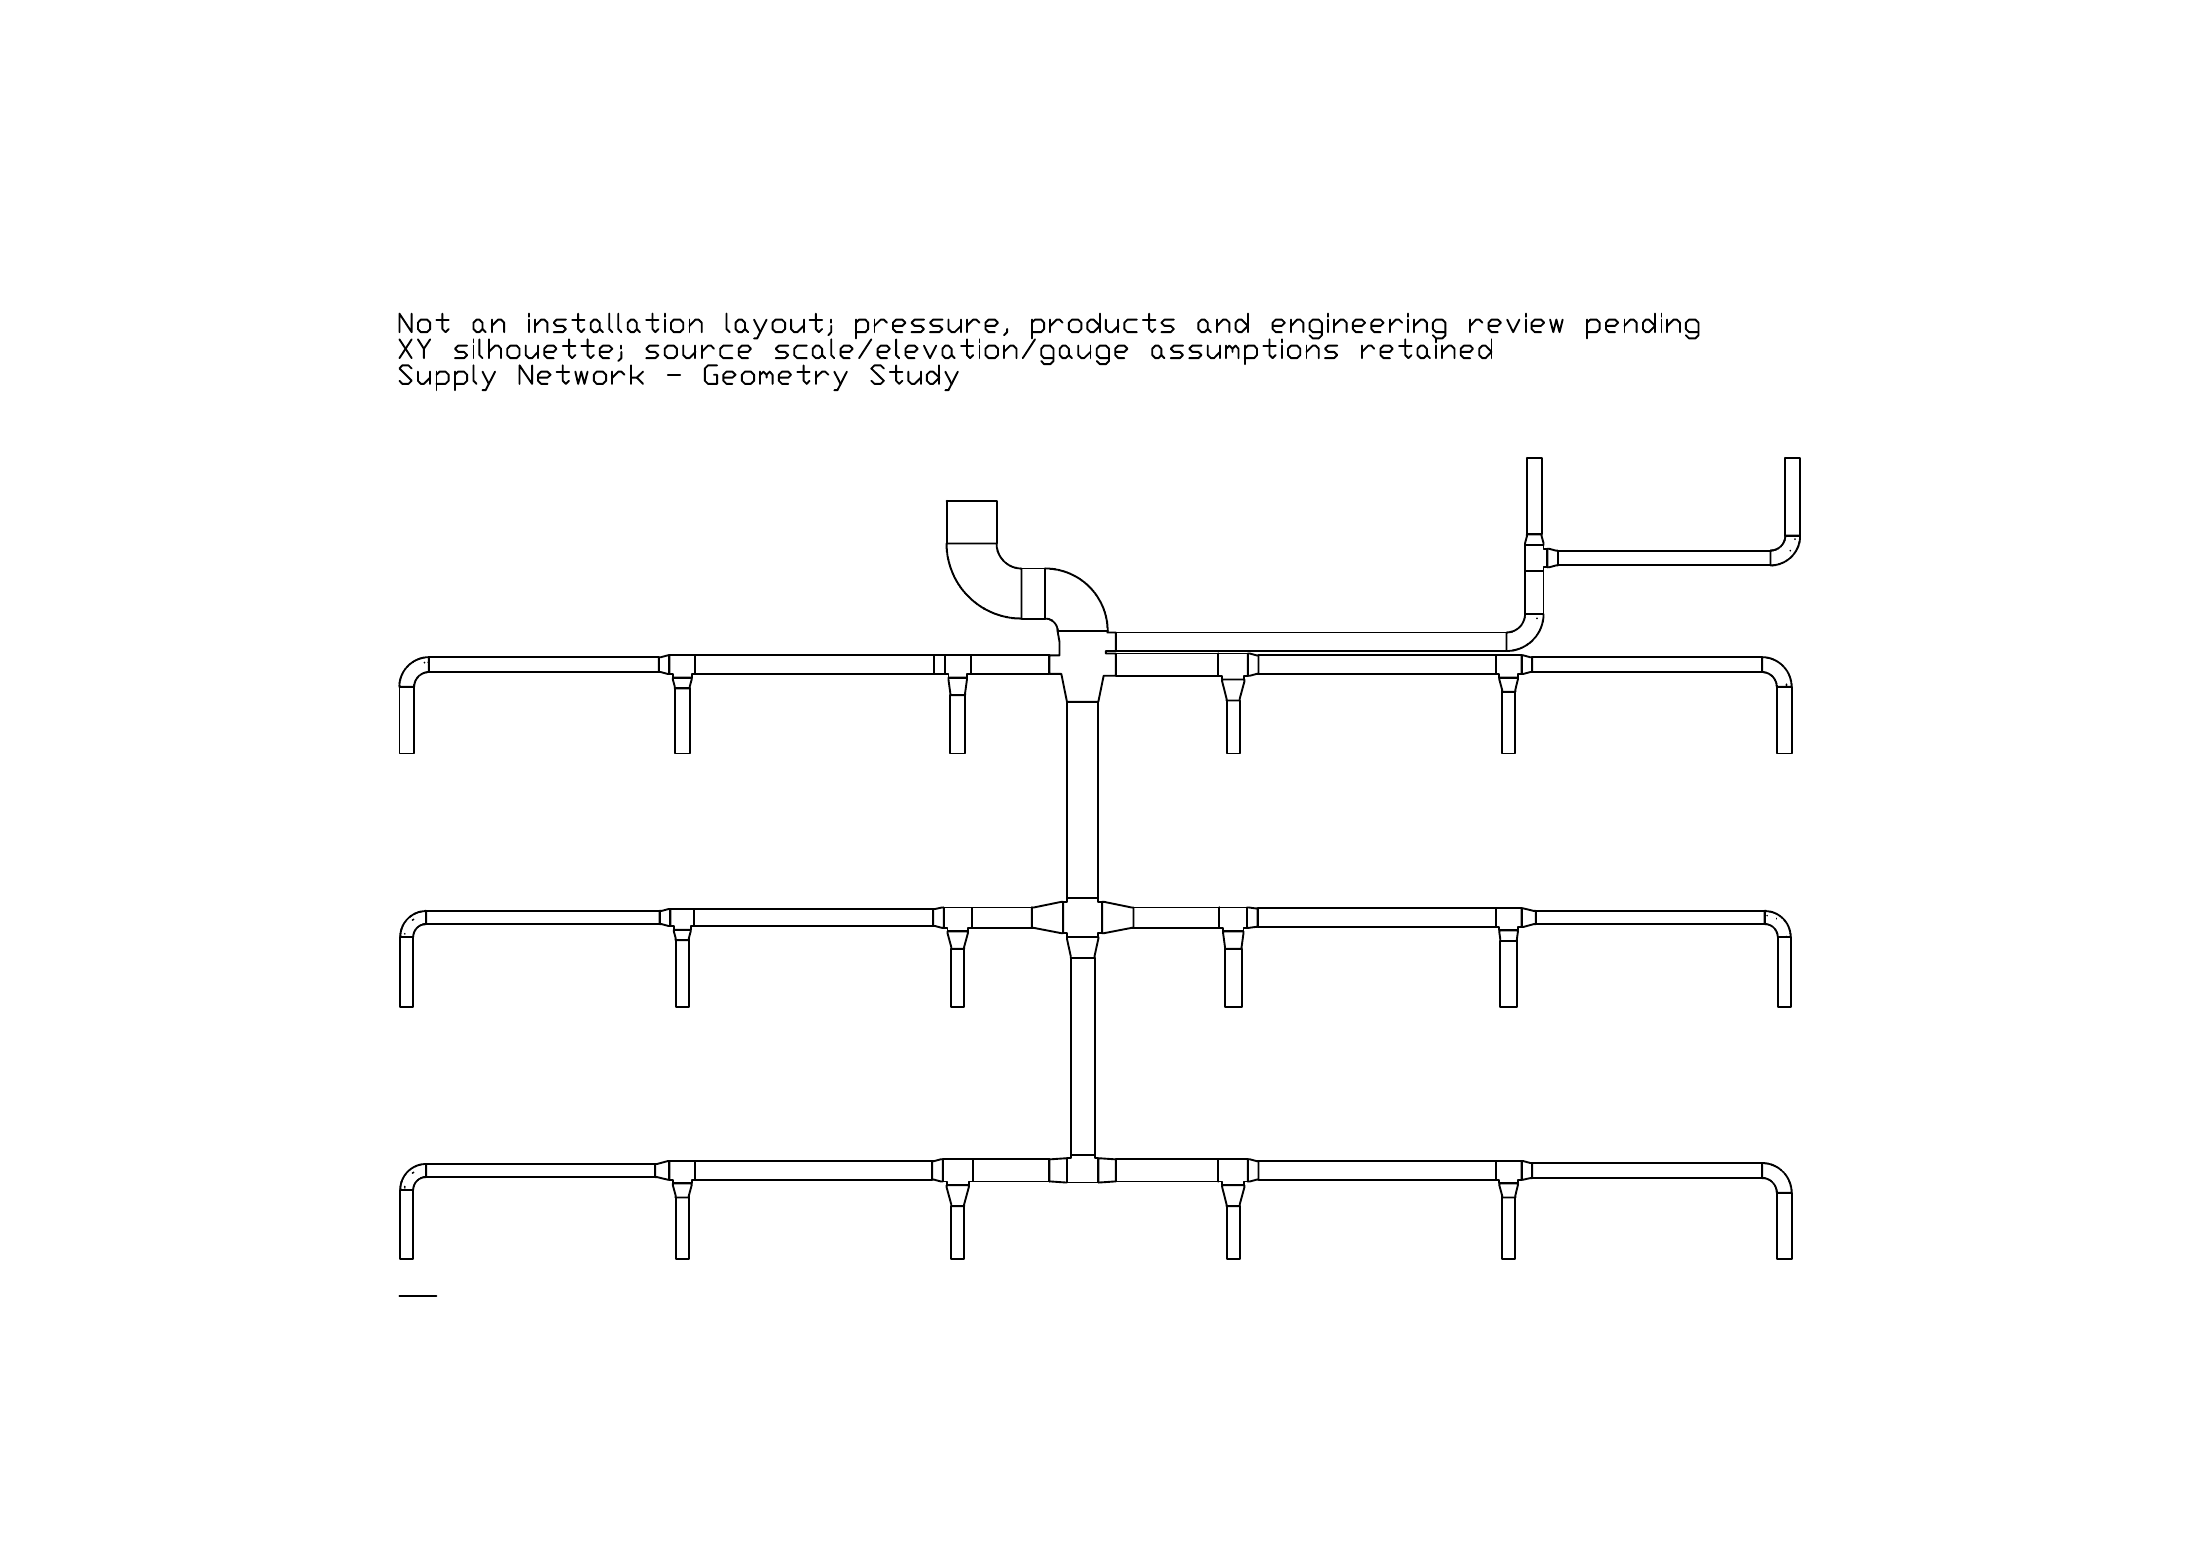 Not an installation layout; pressure, products and engineering review pending
XY silhouette; source scale/elevation/gauge assumptions retained
Supply Network - Geometry Study